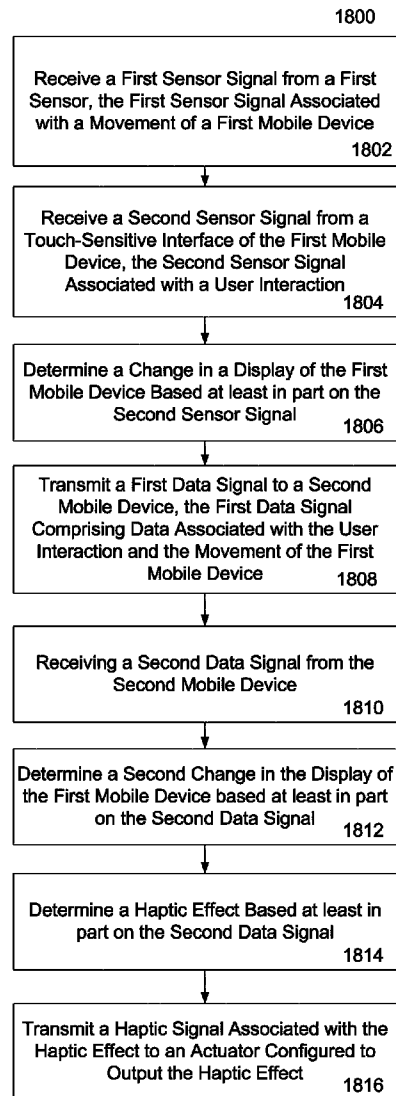 1800
Receive a First Sensor Signal from a First
Sensor, the First Sensor Signal Associated
with a Movement of a First Mobile Device
1802
Receive a Second Sensor Signal from a
Touch-Sensitive Interface of the First Mobile
Device, the Second Sensor Signal
Associated with a User Interaction
1804
Determine a Change in a Display of the First
Mobile Device Based at least in part on the
Second Sensor Signal
1806
Transmit a First Data Signal to a Second
Mobile Device, the First Data Signal
Comprising Data Associated with the User
Interaction and the Movement of the First
Mobile Device
1808
Receiving a Second Data Signal from the
Second Mobile Device
1810
Determine a Second Change in the Display of
the First Mobile Device based at least in part
on the Second Data Signal
1812
Determine a Haptic Effect Based at least in
part on the Second Data Signal
1814
Transmit a Haptic Signal Associated with the
Haptic Effect to an Actuator Configured to
Output the Haptic Effect
1816